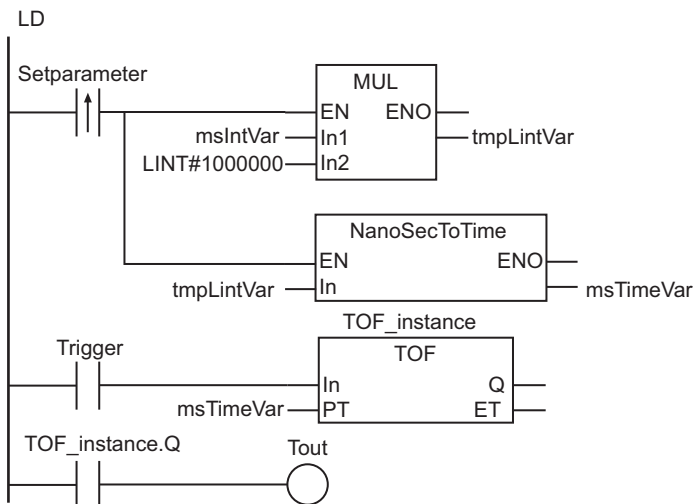 LD
Setparameter
MUL
EN ENO
msIntVar In1 tmpLintVar
LINT#1000000 In2
NanoSecToTime
EN ENO
tmpLintVar In msTimeVar
TOF_instance
Trigger TOF
In Q
msTimeVar PT ET
TOF_instance.Q Tout